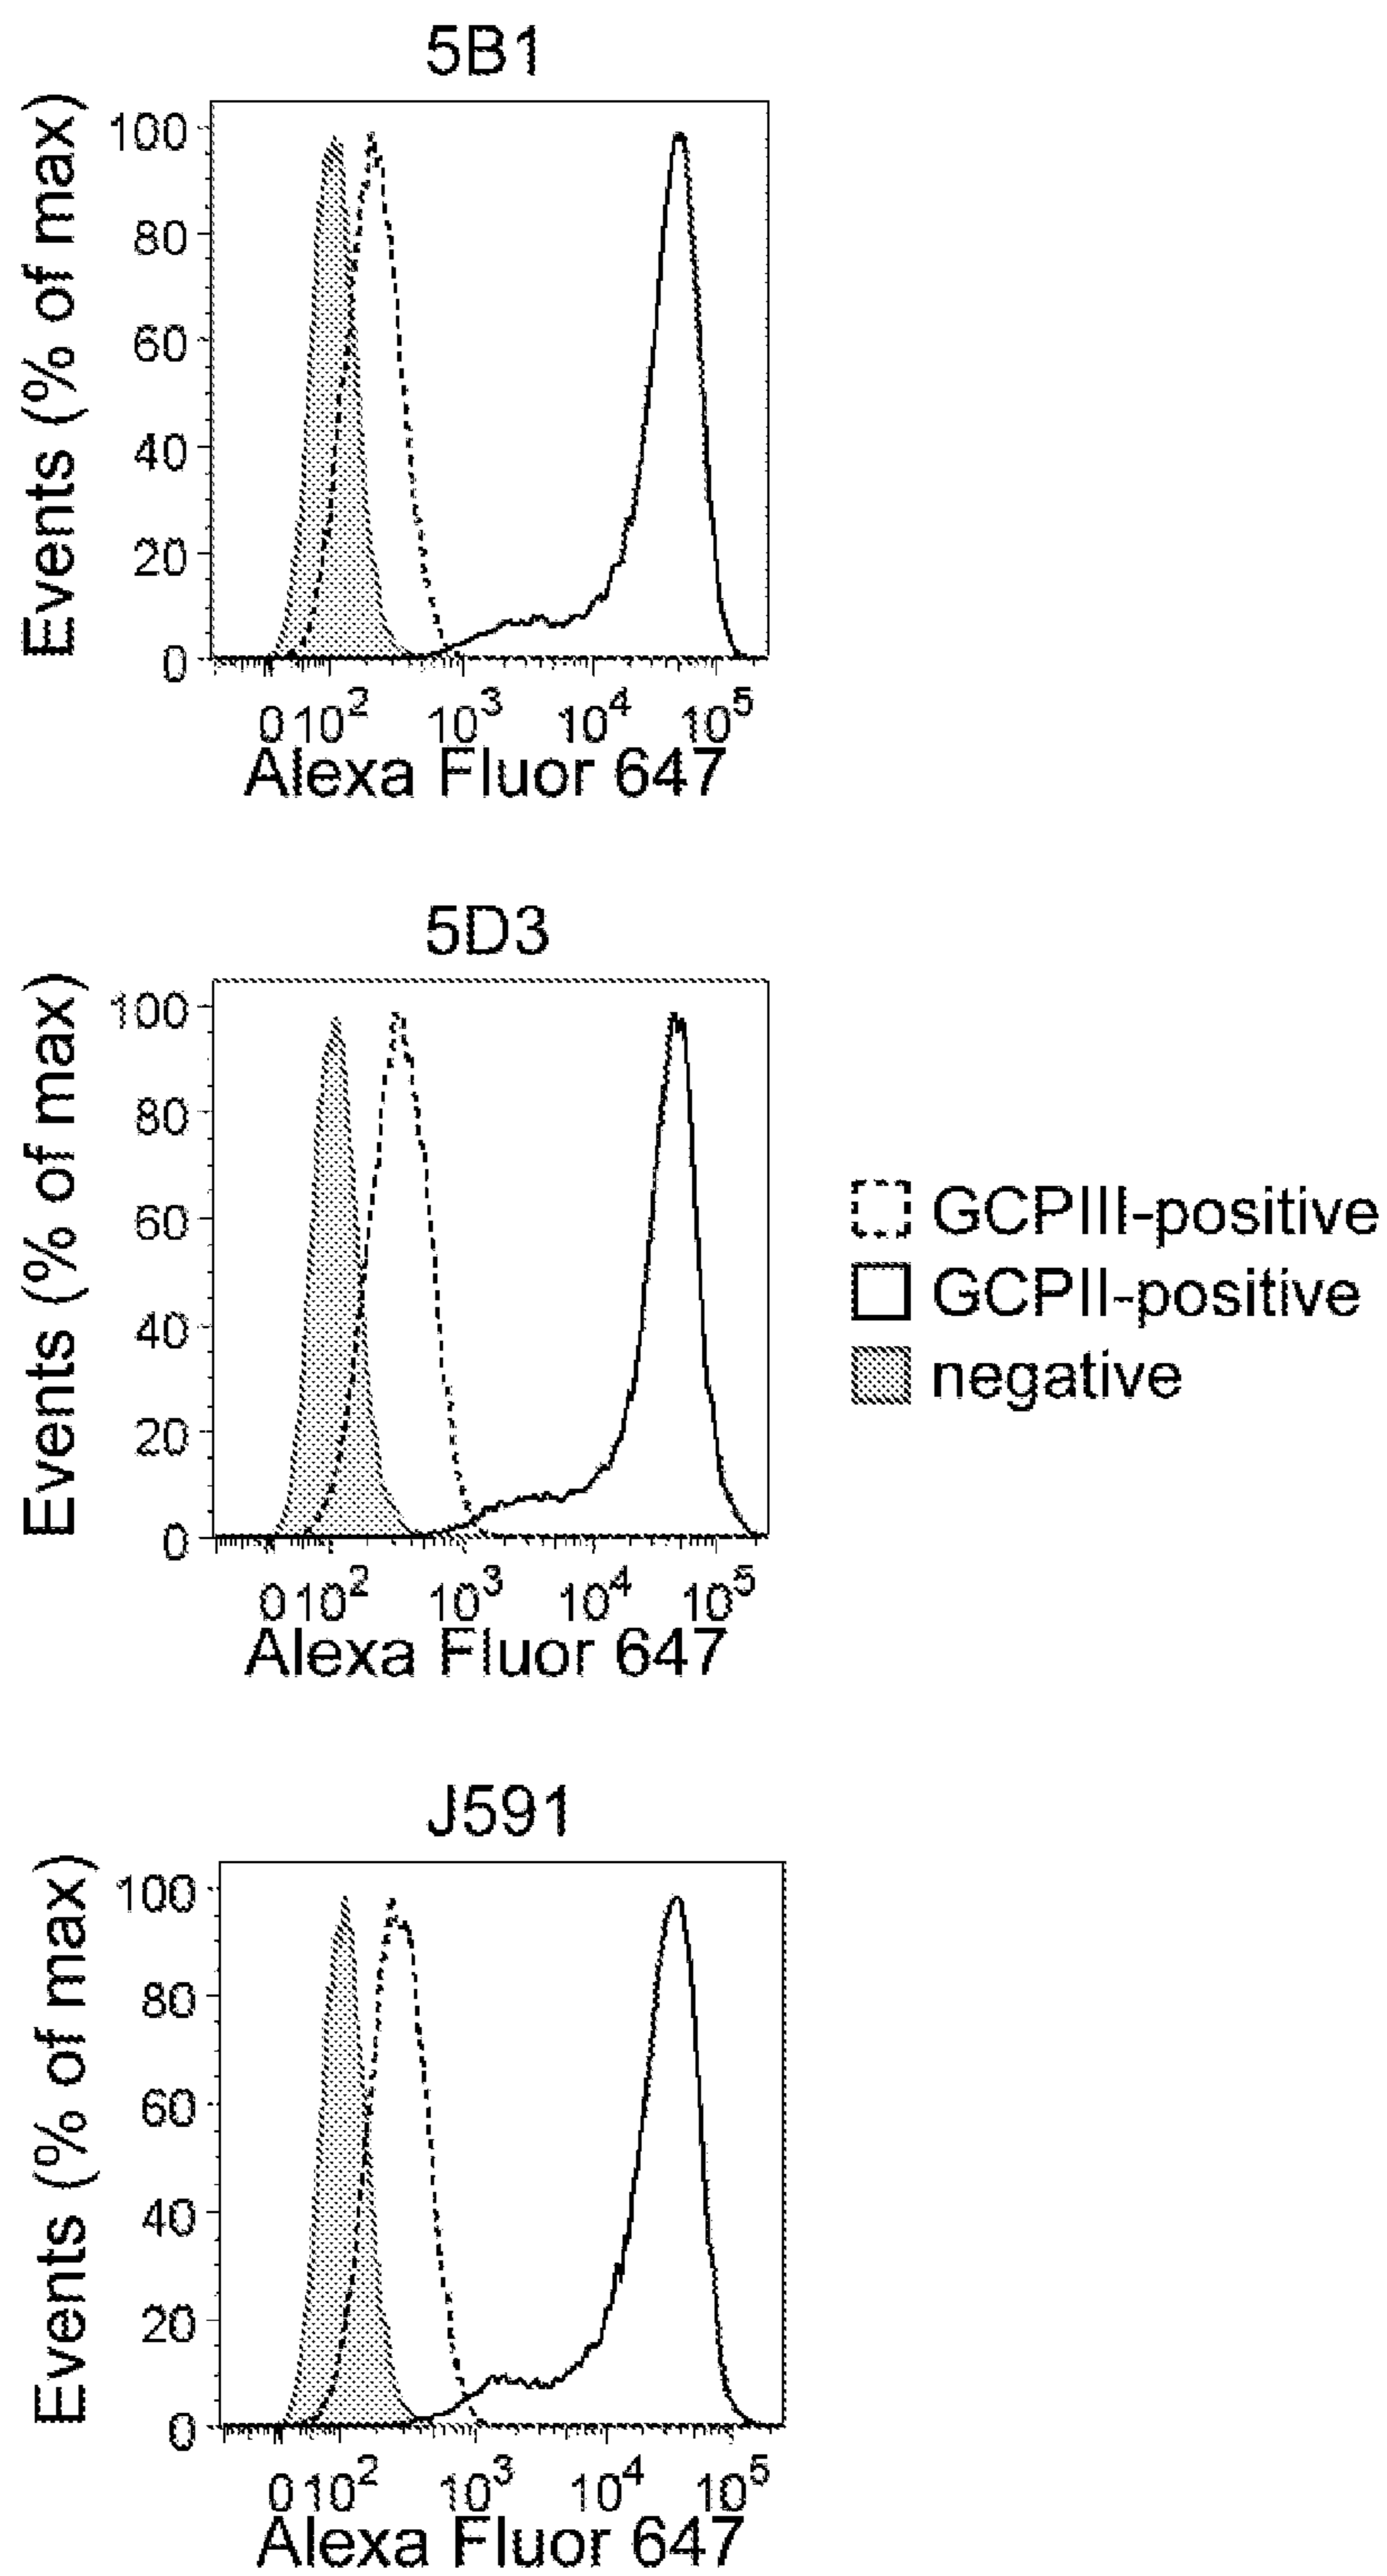 5B1
Events (% of max)
100
80
60
40
20
0
0 10² 10³ 10⁴ 10⁵
Alexa Fluor 647
5D3
Events (% of max)
100
80
60
40
20
0
0 10² 10³ 10⁴ 10⁵
Alexa Fluor 647
GCPIII-positive
GCPII-positive
negative
J591
Events (% of max)
100
80
60
40
20
0
0 10² 10³ 10⁴ 10⁵
Alexa Fluor 647